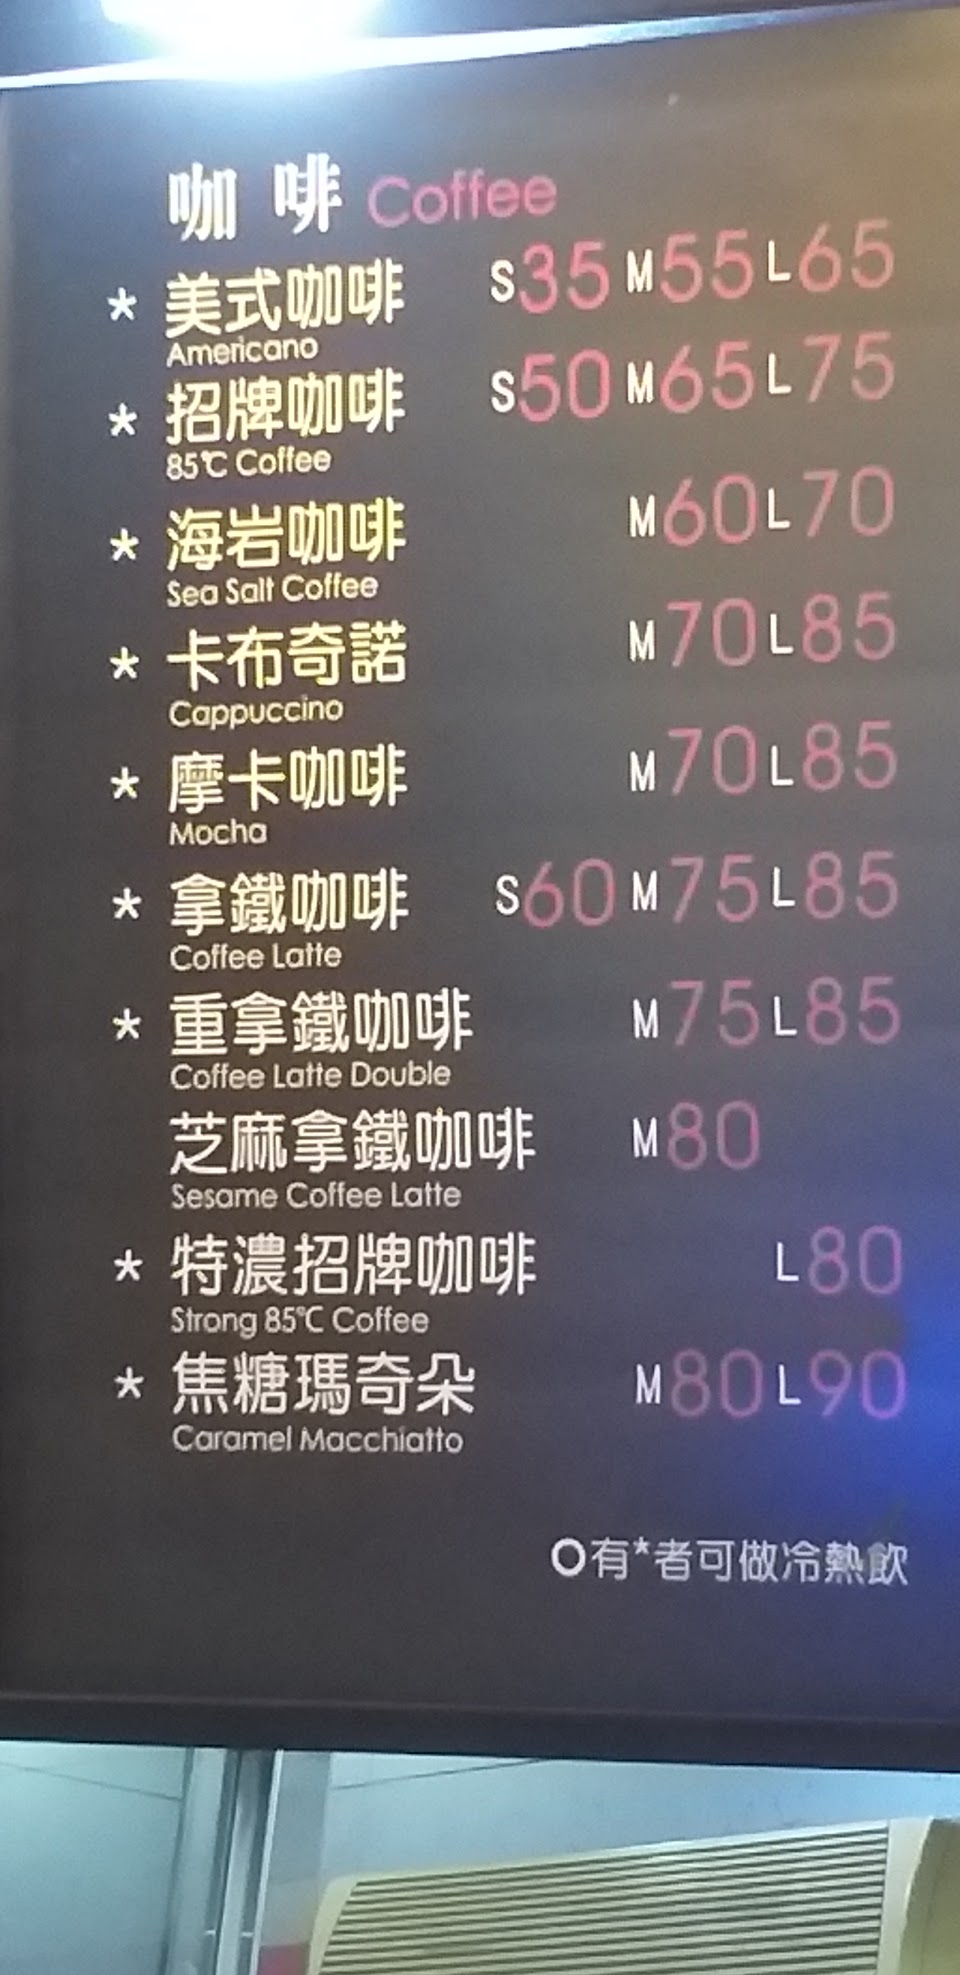 咖啡 Coffee
* 美式咖啡 S35 M55 L65
Americano
* 招牌咖啡 S50 M65 L75
85℃ Coffee
* 海岩咖啡 M60 L70
Sea Salt Coffee
* 卡布奇諾 M70 L85
Cappuccino
* 摩卡咖啡 M70 L85
Mocha
* 拿鐵咖啡 S60 M75 L85
Coffee Latte
* 重拿鐵咖啡 M75 L85
Coffee Latte Double
芝麻拿鐵咖啡 M80
Sesame Coffee Latte
* 特濃招牌咖啡 L80
Strong 85℃ Coffee
* 焦糖瑪奇朵 M80 L90
Caramel Macchiatto
O有*者可做冷熱飲